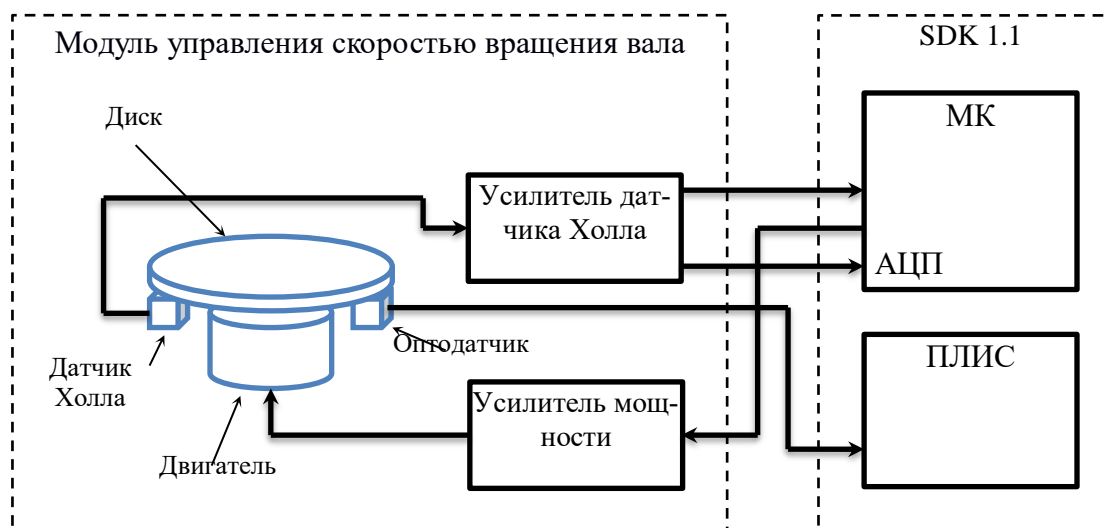 Модуль управления скоростью вращения вала
SDK 1.1
МК
Диск
Усилитель дат-
чика Холла
АЦП
Оптодатчик
Датчик
Холла
ПЛИС
Усилитель мощ-
ности
Двигатель